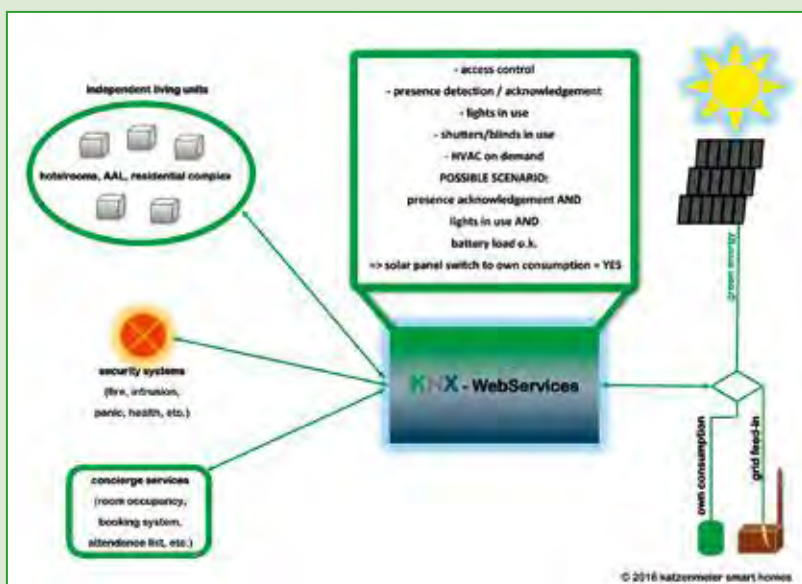 independent living units
hotelrooms, AAL, residential complex
security systems
(fire, intrusion,
panic, health, etc.)
concierge services
(room occupancy,
booking system,
attendence list, etc.)
- access control
- presence detection / acknowledgement
- lights in use
- shutters/blinds in use
- HVAC on demand
POSSIBLE SCENARIO:
presence acknowledgement AND
lights in use AND
battery load o.k.
=> solar panel switch to own consumption = YES
KNX - WebServices
green energy
own consumption
grid feed-in
© 2016 katzenmeier smart homes